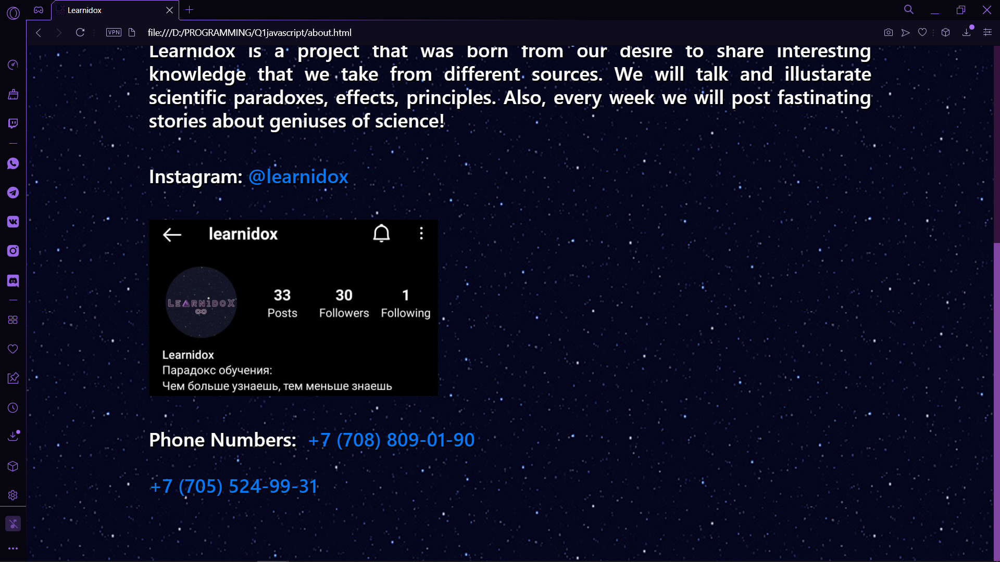 Learnidox
VPN
file:///D:/PROGRAMMING/Q1javascript/about.html
Learnidox is a project that was born from our desire to share interesting
knowledge that we take from different sources. We will talk and illustarate
scientific paradoxes, effects, principles. Also, every week we will post fastinating
stories about geniuses of science!
Instagram: @learnidox
learnidox
33 30 1
Posts Followers Following
LEARNIDOX
Learnidox
Парадокс обучения:
Чем больше узнаешь, тем меньше знаешь
Phone Numbers: +7 (708) 809-01-90
+7 (705) 524-99-31